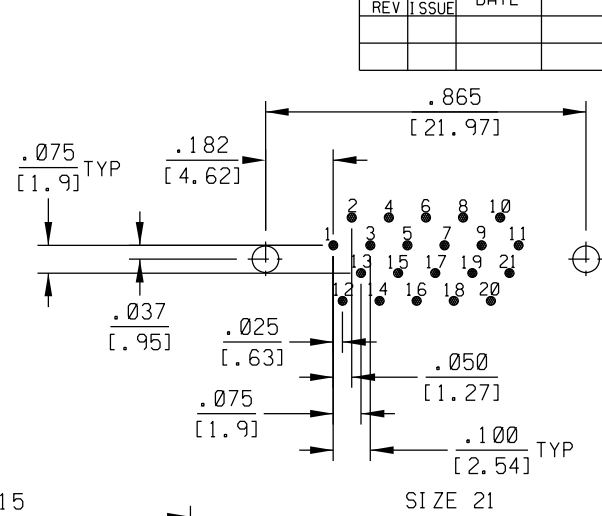 REV ISSUE DATE
.865
[21.97]
.075 TYP
[1.9]
.182
[4.62]
2 4 6 8 10
1 3 5 7 9 11
13 15 17 19 21
12 14 16 18 20
.037
[.95]
.025
[.63]
.050
[1.27]
.075
[1.9]
.100 TYP
[2.54]
15
SIZE 21